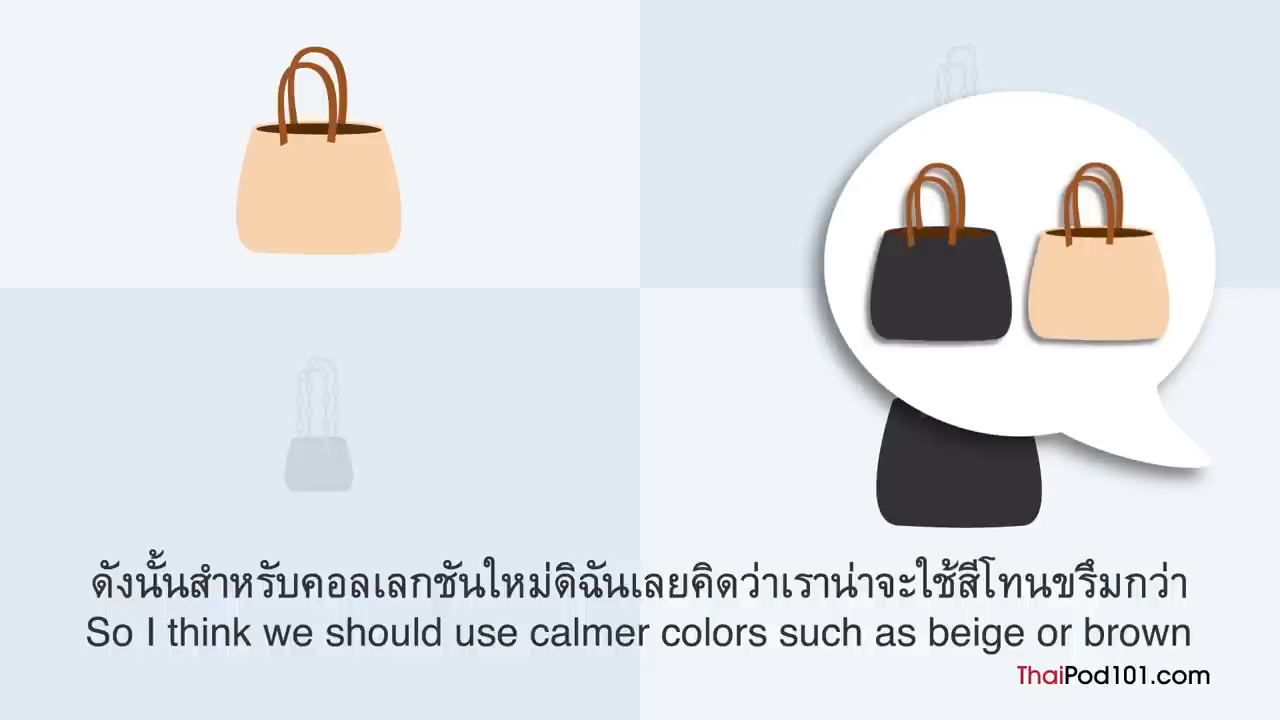 ดังนั้นสำหรับคอลเลกชันใหม่ดิฉันเลยคิดว่าเราน่าจะใช้สีโทนขรึมกว่า
So I think we should use calmer colors such as beige or brown
ThaiPod101.com